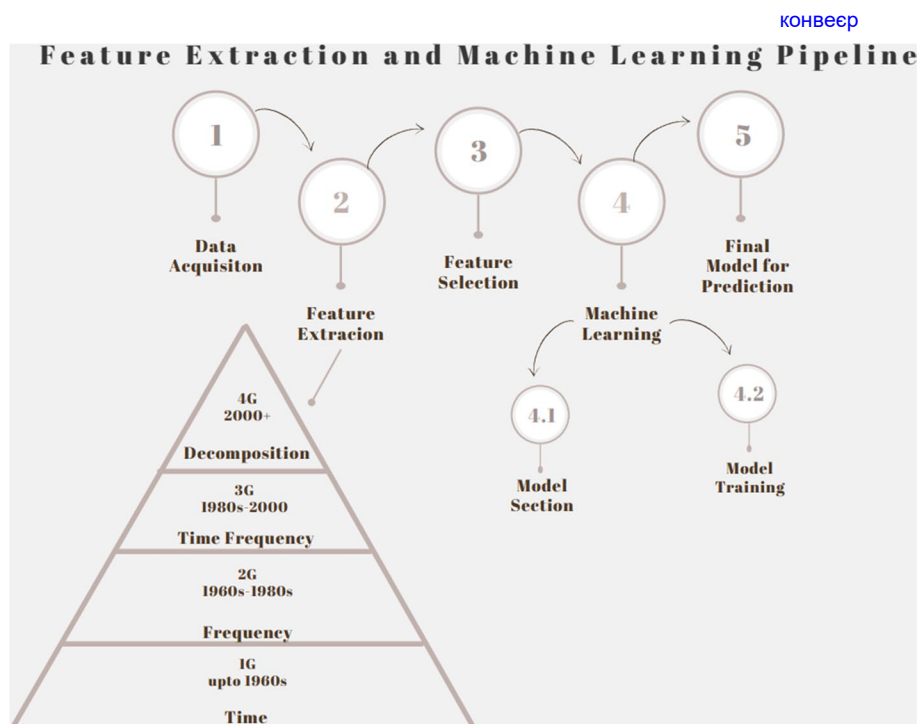 конвеєр
Feature Extraction and Machine Learning Pipeline
1
2
3
4
5
Data
Acquisiton
Feature
Extracion
Feature
Selection
Machine
Learning
Final
Model for
Prediction
4.1
Model
Section
4.2
Model
Training
4G
2000+
Decomposition
3G
1980s-2000
Time Frequency
2G
1960s-1980s
Frequency
1G
upto 1960s
Time